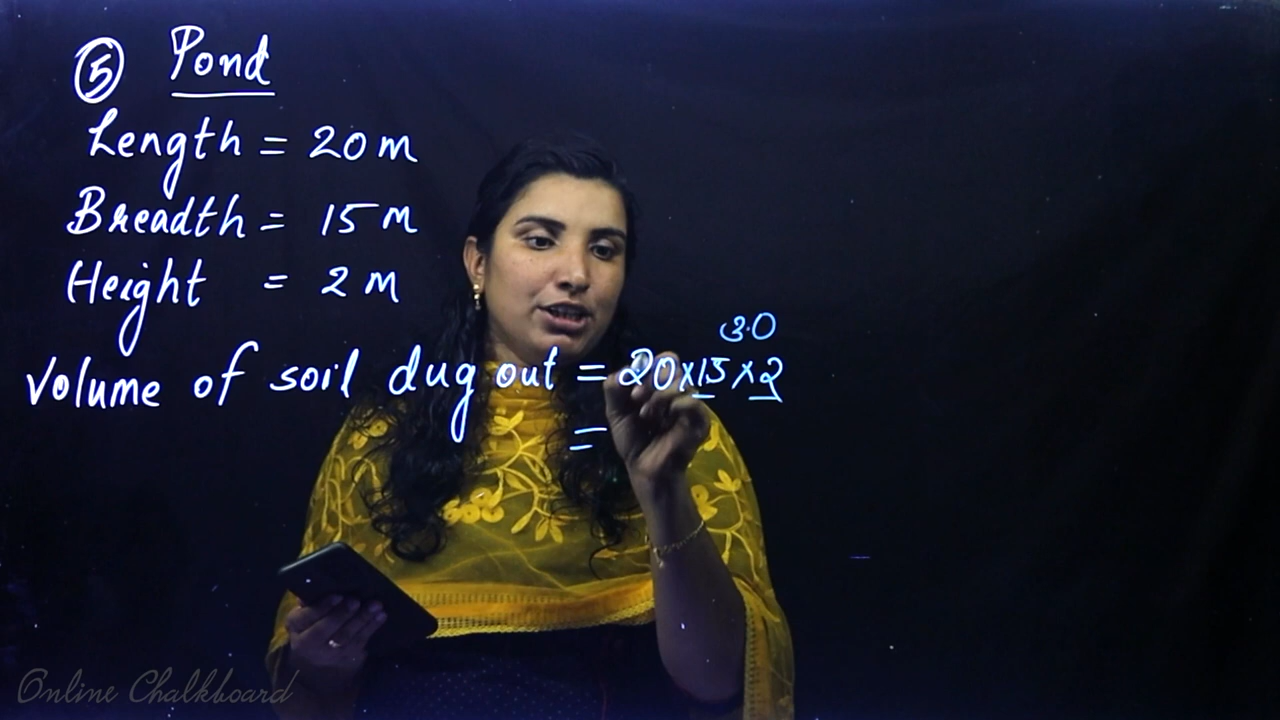 ⑤ Pond
Length = 20 m
Breadth = 15 m
Height = 2 m
30
Volume of soil dug out = 20×15×2
=
Online Chalkboard